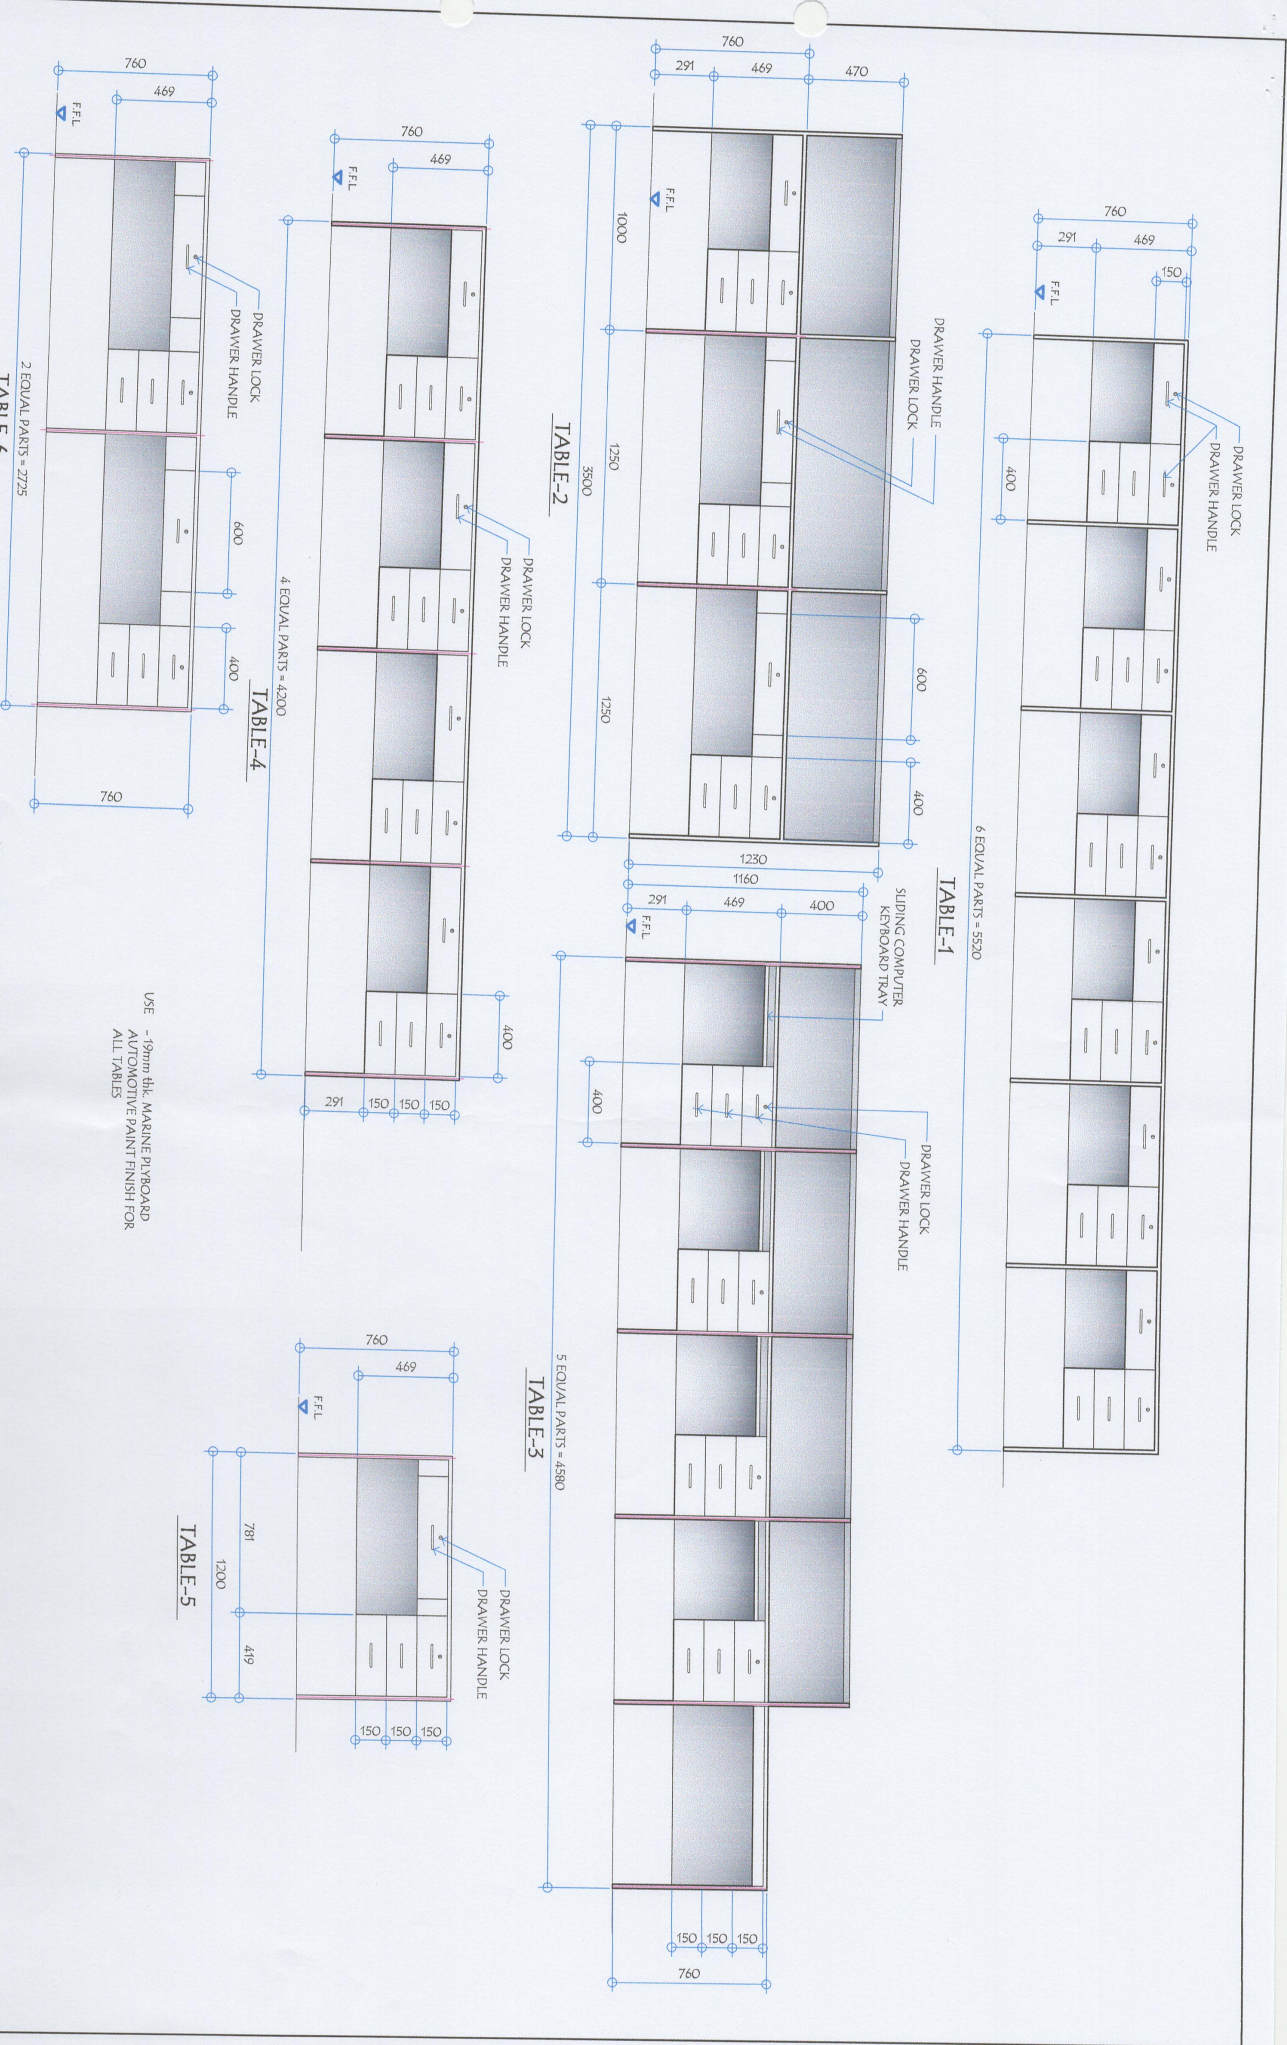 760
291
469
150
F.F.L
DRAWER LOCK
DRAWER HANDLE
400
6 EQUAL PARTS = 5520
TABLE-1
760
291
469
470
F.F.L
DRAWER HANDLE
DRAWER LOCK
1000
1250
1250
3500
600
400
TABLE-2
1230
1160
291
469
400
F.F.L
SLIDING COMPUTER
KEYBOARD TRAY
DRAWER LOCK
DRAWER HANDLE
400
150
150
150
760
5 EQUAL PARTS = 4580
TABLE-3
760
469
F.F.L
DRAWER LOCK
DRAWER HANDLE
400
291
150
150
150
4 EQUAL PARTS = 4200
TABLE-4
760
469
F.F.L
DRAWER LOCK
DRAWER HANDLE
150
150
150
781
419
1200
TABLE-5
760
469
F.F.L
DRAWER LOCK
DRAWER HANDLE
600
400
760
2 EQUAL PARTS = 2725
USE - 19mm thk. MARINE PLYBOARD
AUTOMOTIVE PAINT FINISH FOR
ALL TABLES